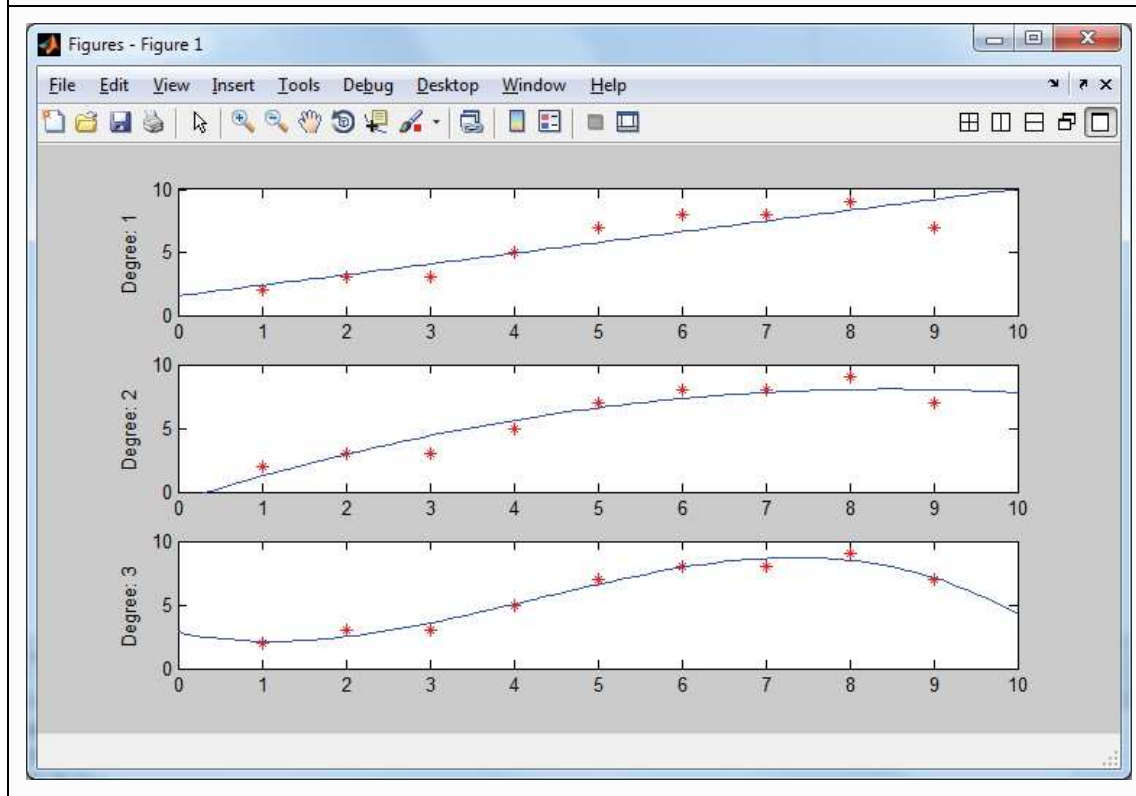 Figures - Figure 1
File Edit View Insert Tools Debug Desktop Window Help
10
5
0
Degree: 1
0 1 2 3 4 5 6 7 8 9 10
10
5
0
Degree: 2
0 1 2 3 4 5 6 7 8 9 10
10
5
0
Degree: 3
0 1 2 3 4 5 6 7 8 9 10